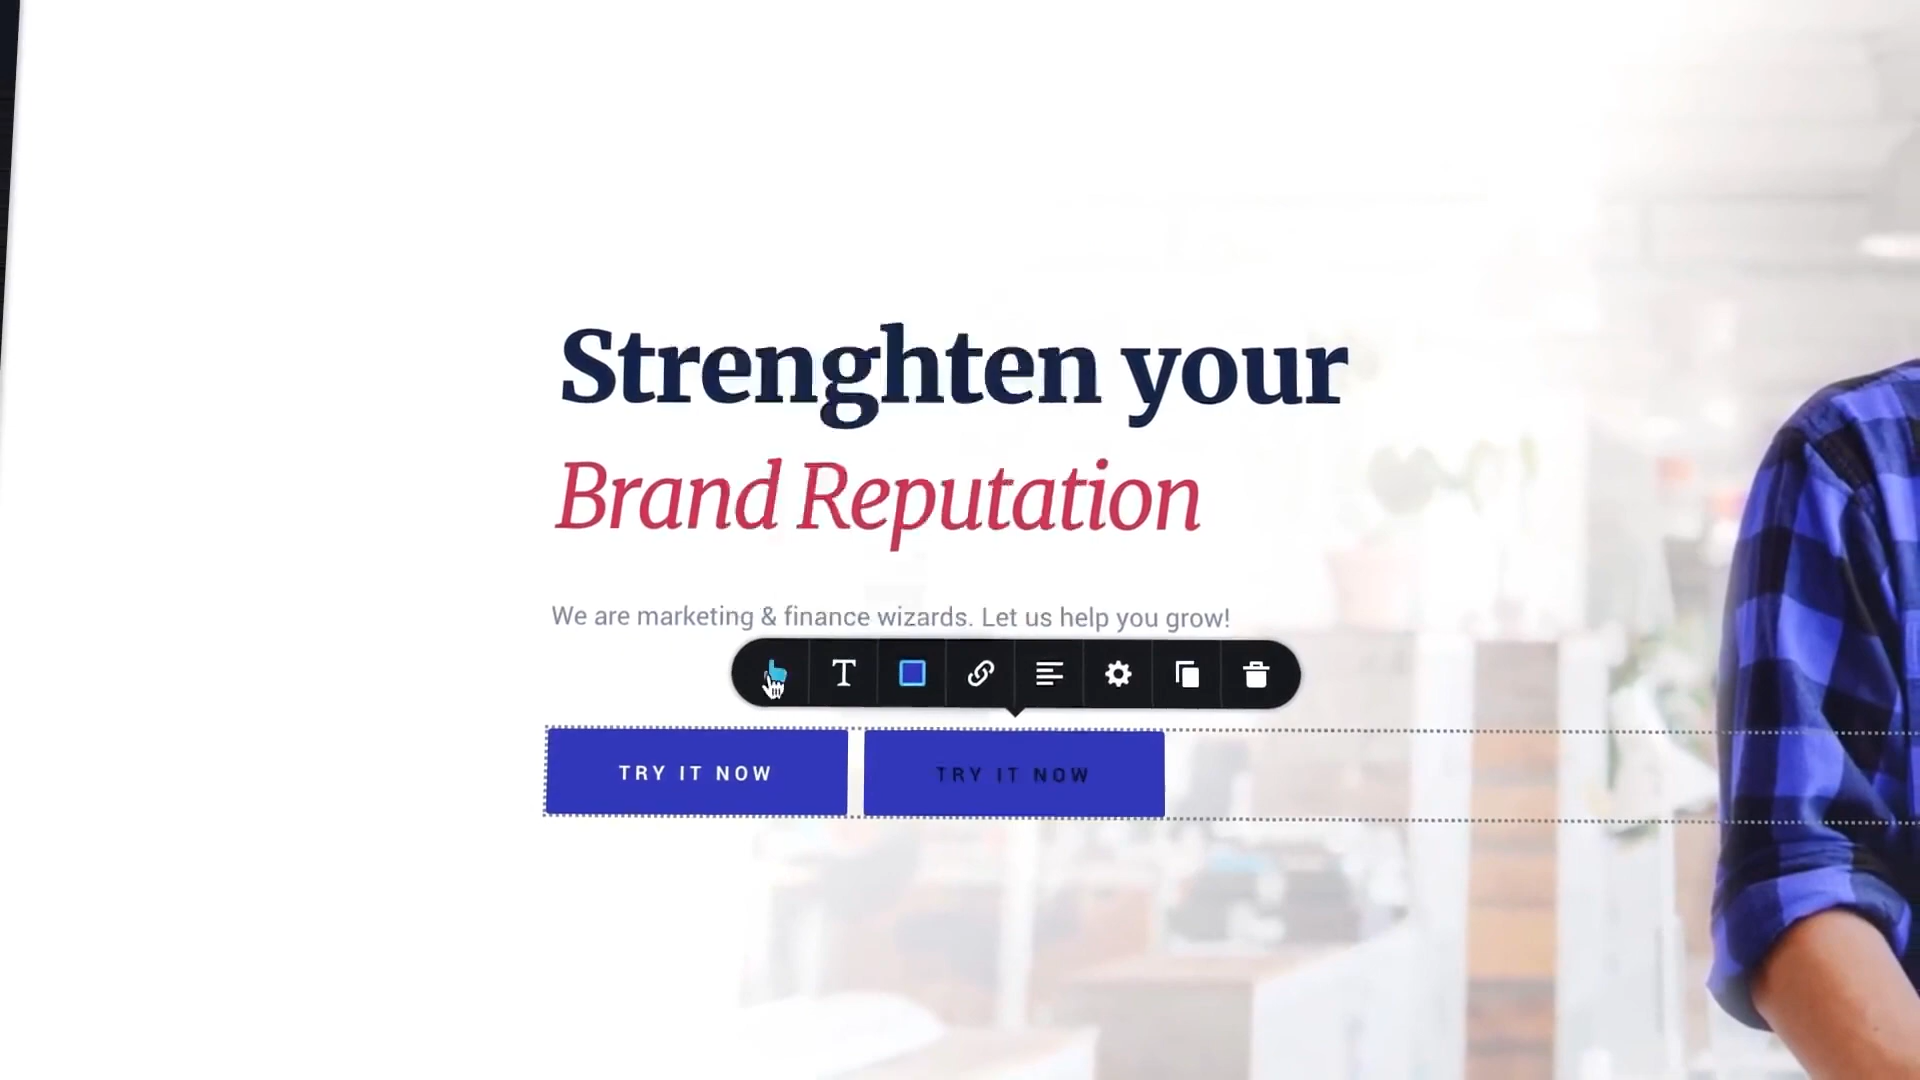 Strenghten your
Brand Reputation
We are marketing & finance wizards. Let us help you grow!
T
TRY IT NOW
TRY IT NOW